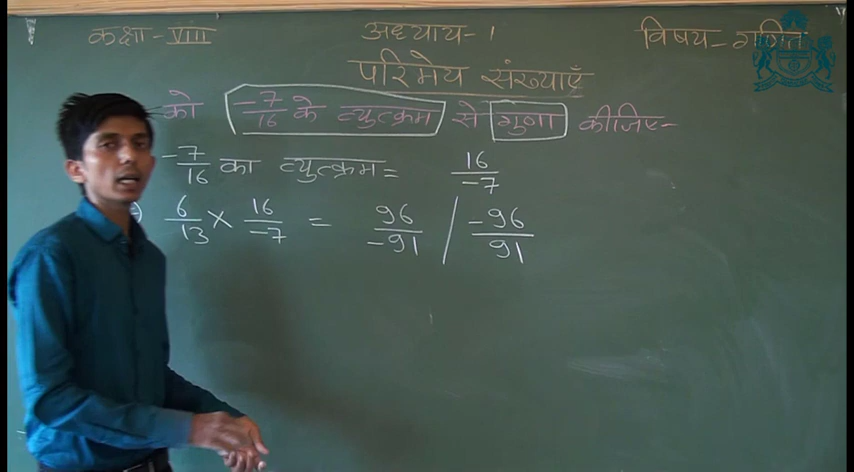 कक्षा-VIII अध्याय-1 विषय-गणित
परिमेय संख्याएँ
को -7/16 के व्युत्क्रम से गुणा कीजिए-
-7/16 का व्युत्क्रम = 16/-7
6/13 × 16/-7 = 96/-91 / -96/91